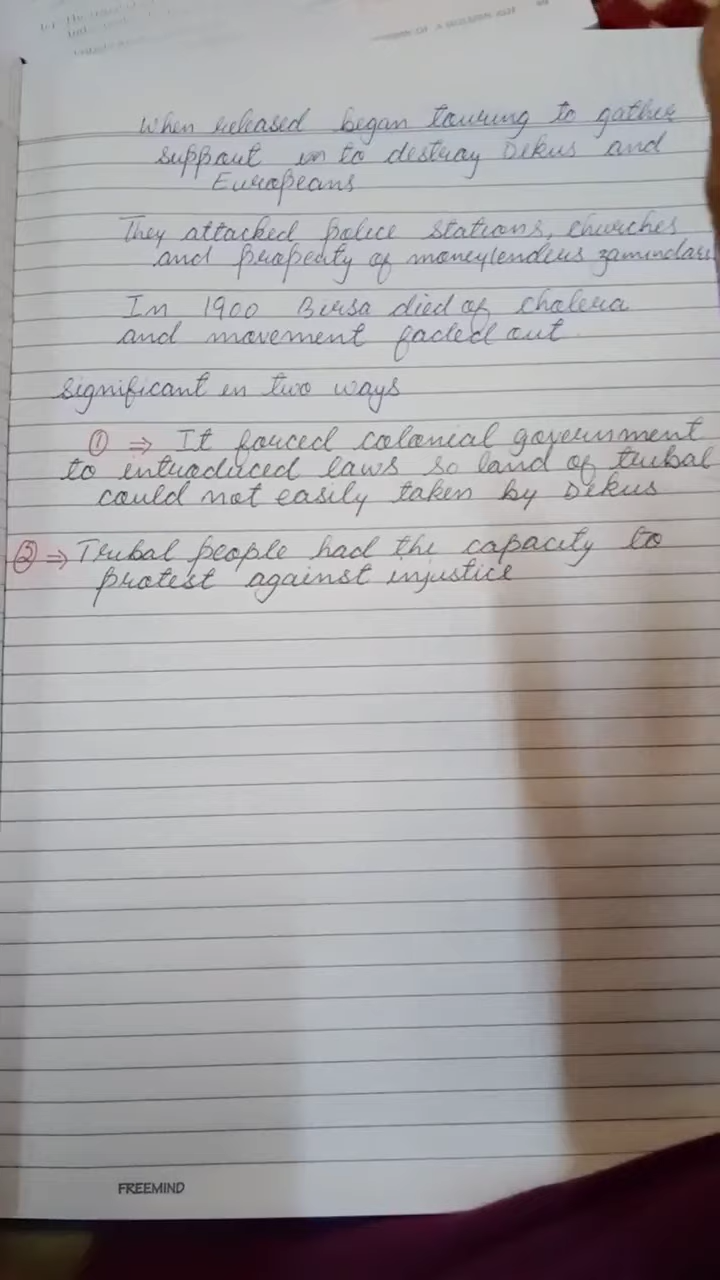 When released began touring to gather
support in to destroy Dikus and
Europeans
They attacked police stations, churches
and property of moneylenders zamindars
In 1900 Birsa died of cholera
and movement faded out
significant in two ways
① ⇒ It forced colonial government
to introduced laws so land of tribal
could not easily taken by Dikus
② ⇒ Tribal people had the capacity to
protest against injustice
FREEMIND